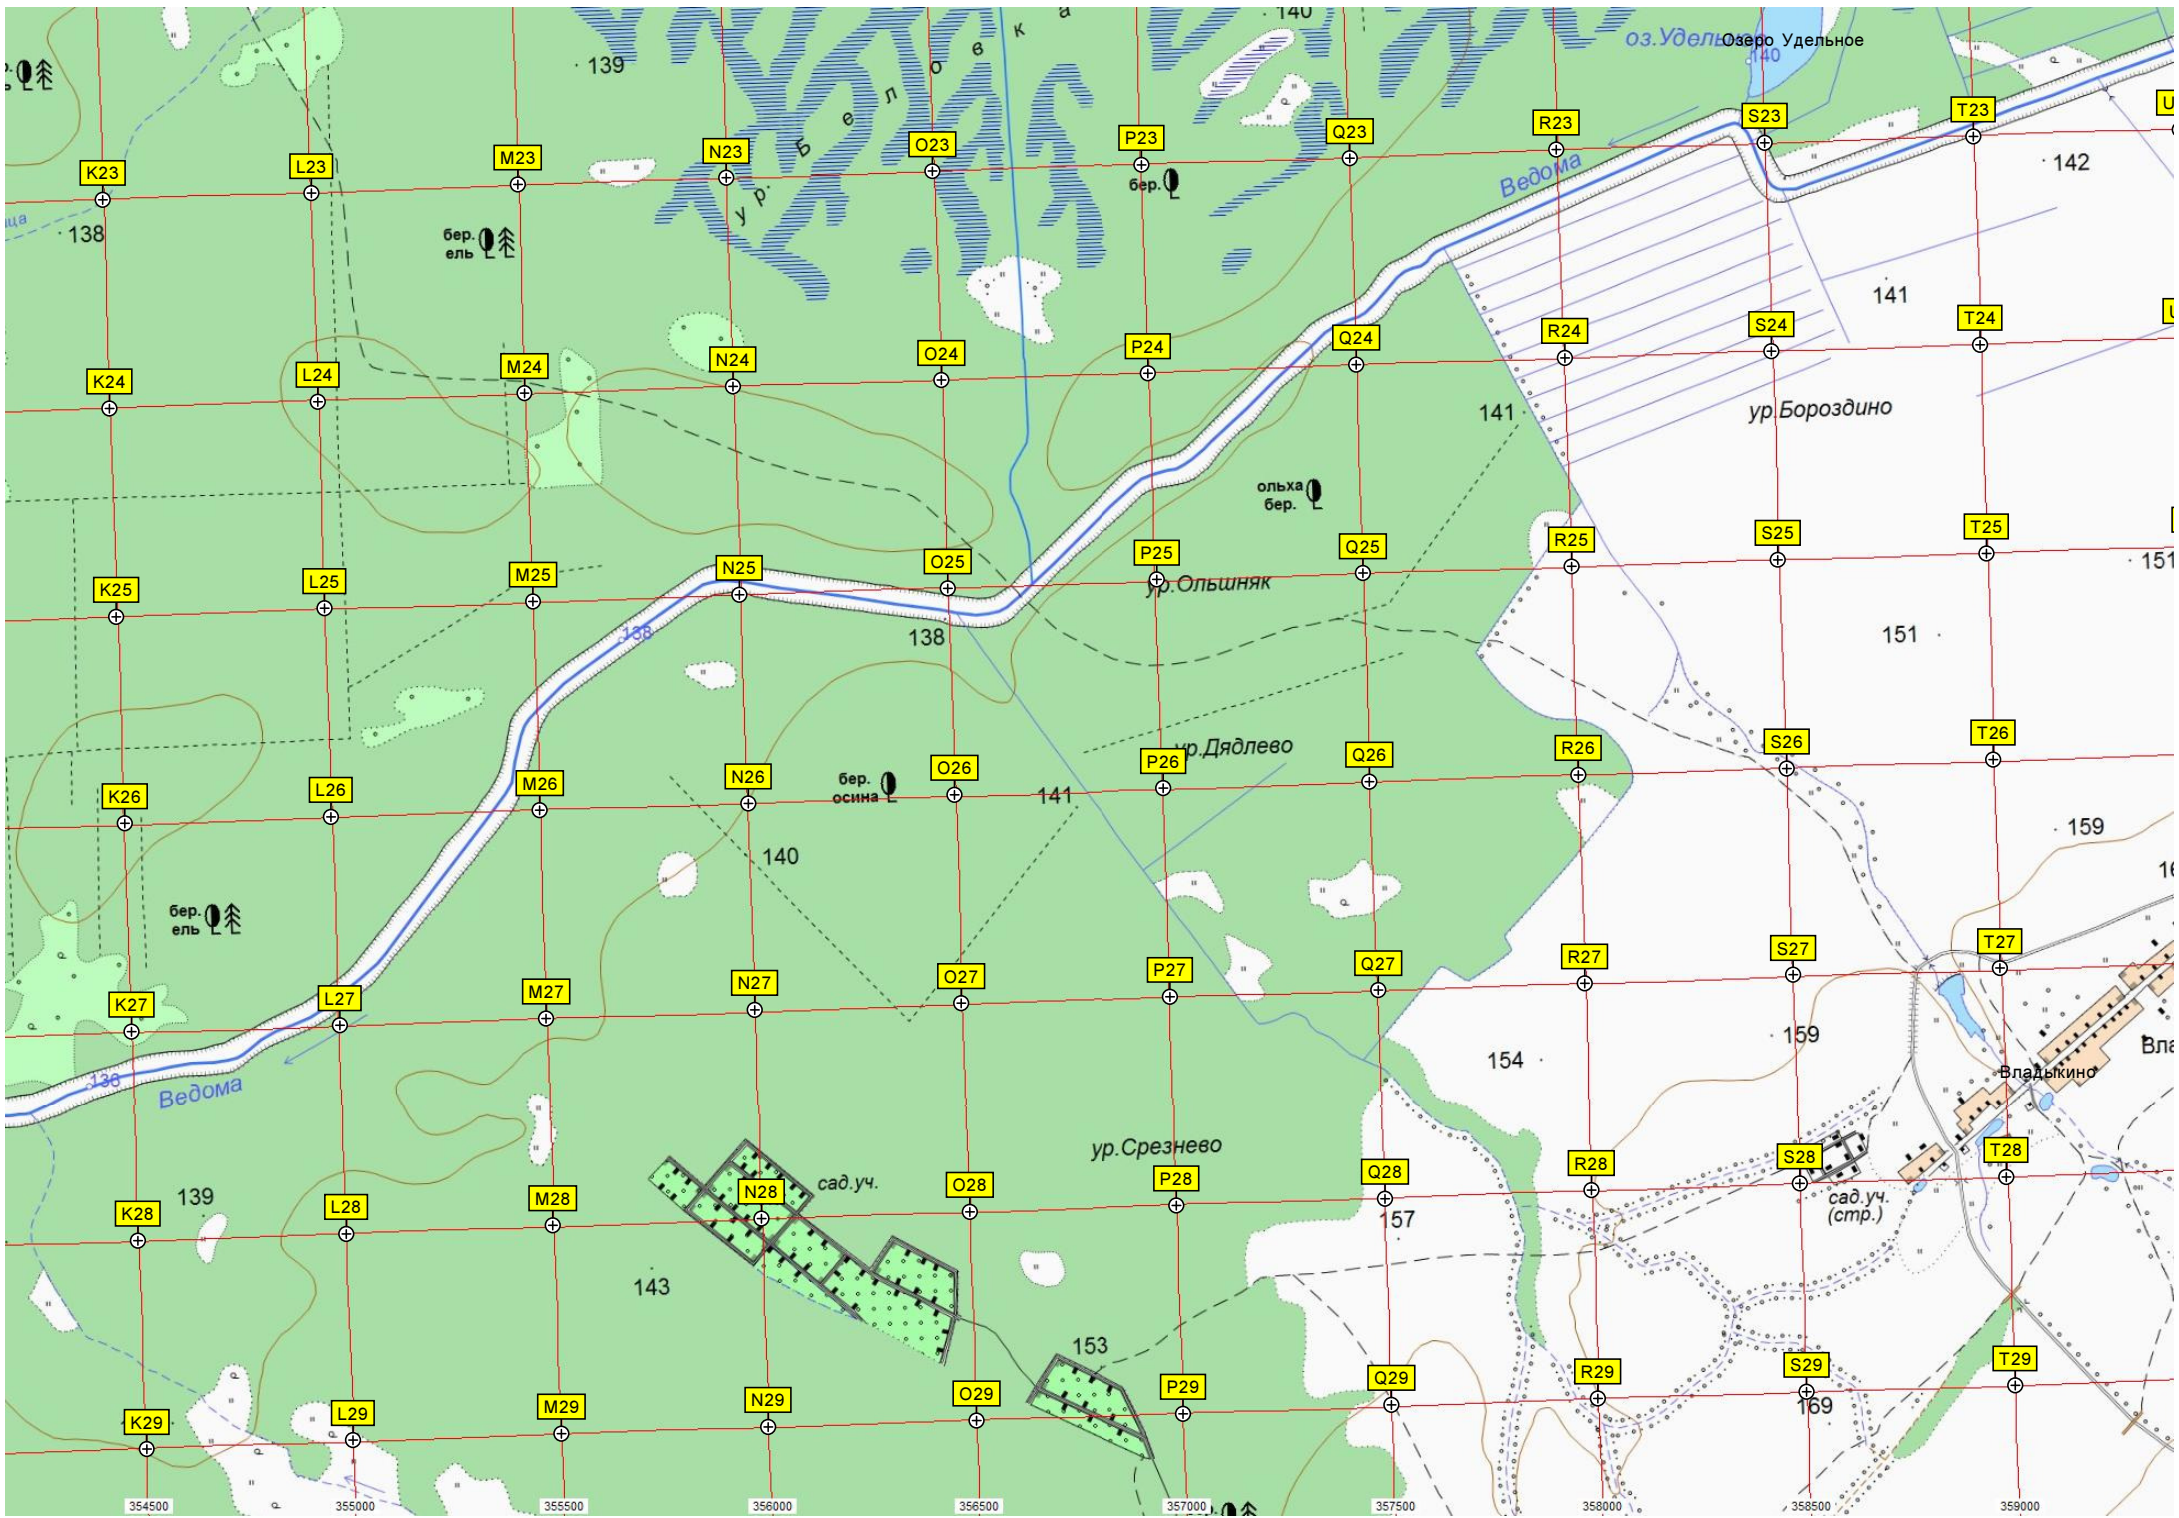 139
140
ур. Беловка
оз.Удельное
Озеро Удельное
140
K23
L23
M23
N23
O23
P23
Q23
R23
S23
T23
138
бер.
ель
бер.
Ведома
142
141
K24
L24
M24
N24
O24
P24
Q24
R24
S24
T24
141
ур.Бороздино
ольха
бер.
K25
L25
M25
N25
O25
P25
Q25
R25
S25
T25
151
138
138
ур.Ольшняк
151
K26
L26
M26
N26
O26
P26
Q26
R26
S26
T26
бер.
осина
141
ур.Дядлево
140
159
бер.
ель
K27
L27
M27
N27
O27
P27
Q27
R27
S27
T27
138
Ведома
154
159
Владыкино
ур.Срезнево
сад.уч.
K28
L28
M28
N28
O28
P28
Q28
R28
S28
T28
139
157
сад.уч.
(стр.)
143
153
K29
L29
M29
N29
O29
P29
Q29
R29
S29
T29
169
354500
355000
355500
356000
356500
357000
357500
358000
358500
359000